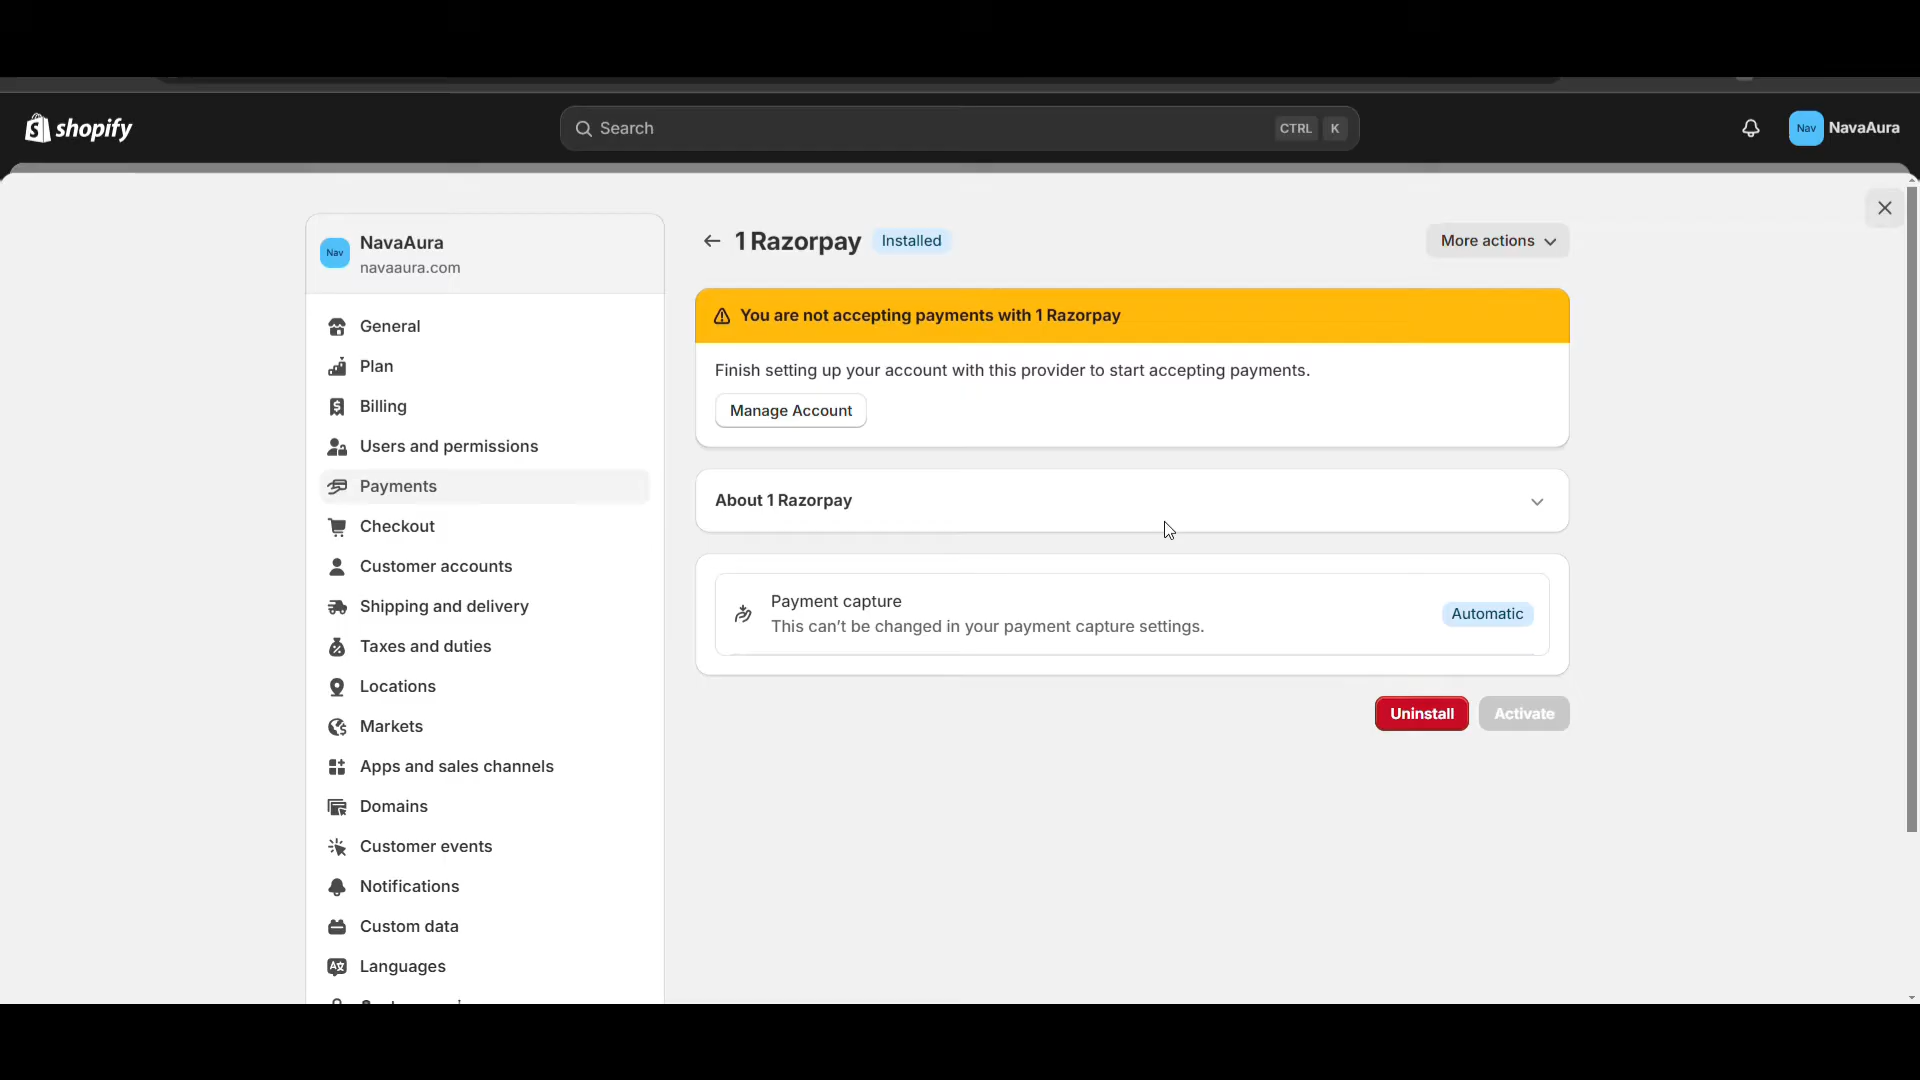 shopify
Search
CTRL K
Nav
NavaAura
Nav
NavaAura
navaaura.com
General
Plan
Billing
Users and permissions
Payments
Checkout
Customer accounts
Shipping and delivery
Taxes and duties
Locations
Markets
Apps and sales channels
Domains
Customer events
Notifications
Custom data
Languages
1 Razorpay
Installed
More actions
You are not accepting payments with 1 Razorpay
Finish setting up your account with this provider to start accepting payments.
Manage Account
About 1 Razorpay
Payment capture
This can't be changed in your payment capture settings.
Automatic
Uninstall
Activate